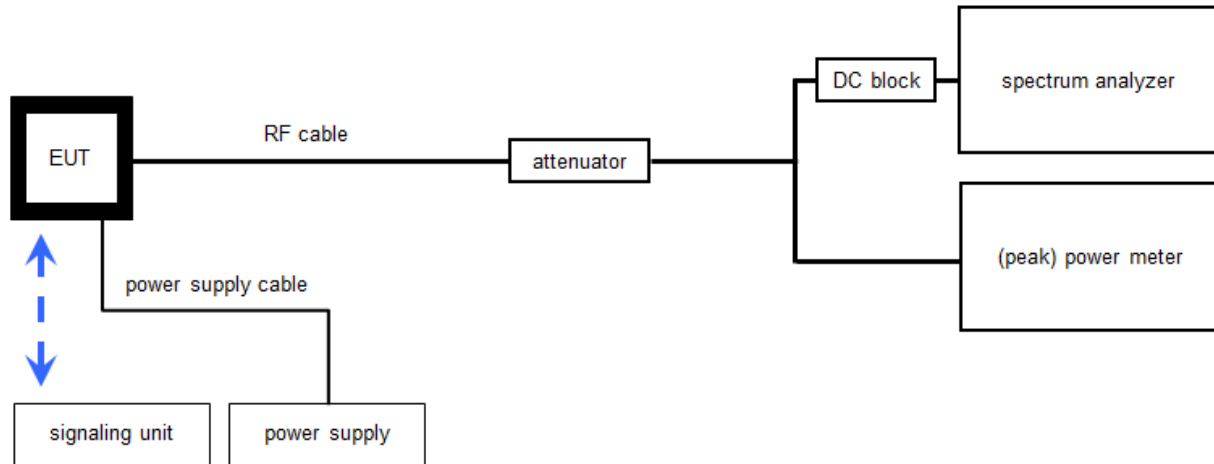 DC block
spectrum analyzer
RF cable
EUT
attenuator
(peak) power meter
power supply cable
signaling unit
power supply